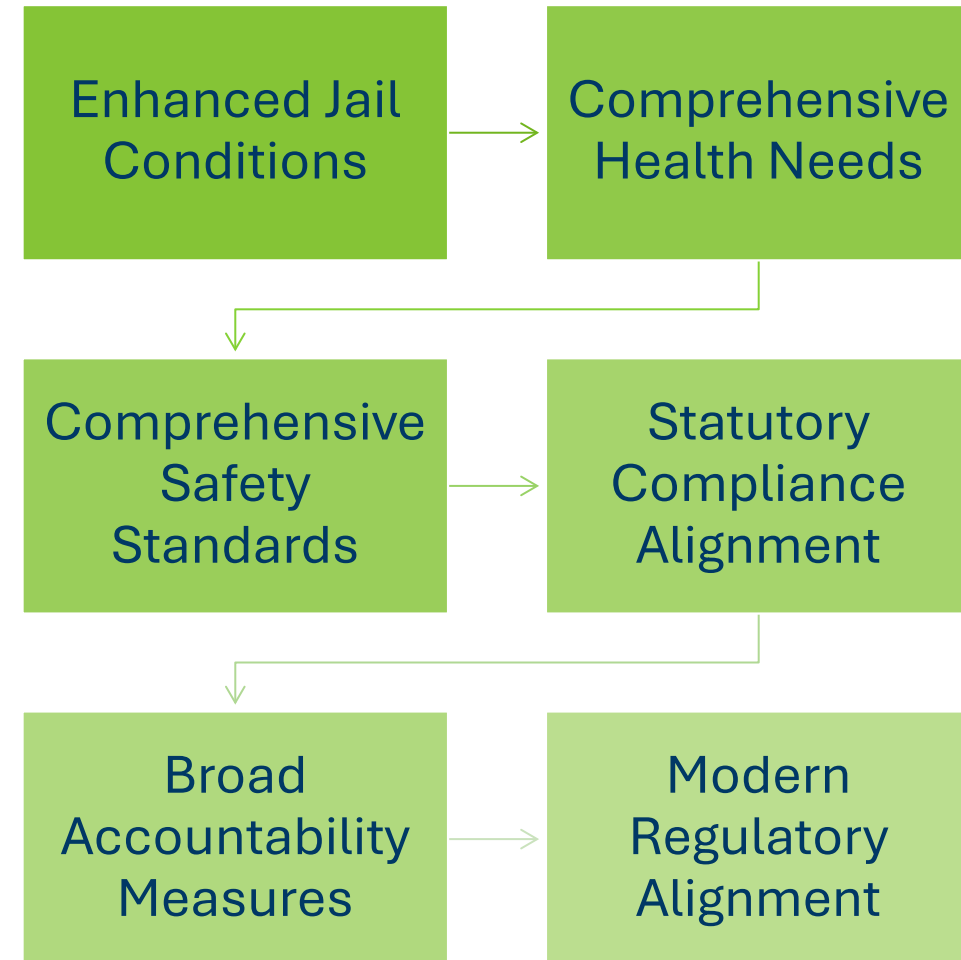 Enhanced Jail
Conditions
Comprehensive
Health Needs
Comprehensive
Safety
Standards
Statutory
Compliance
Alignment
Broad
Accountability
Measures
Modern
Regulatory
Alignment